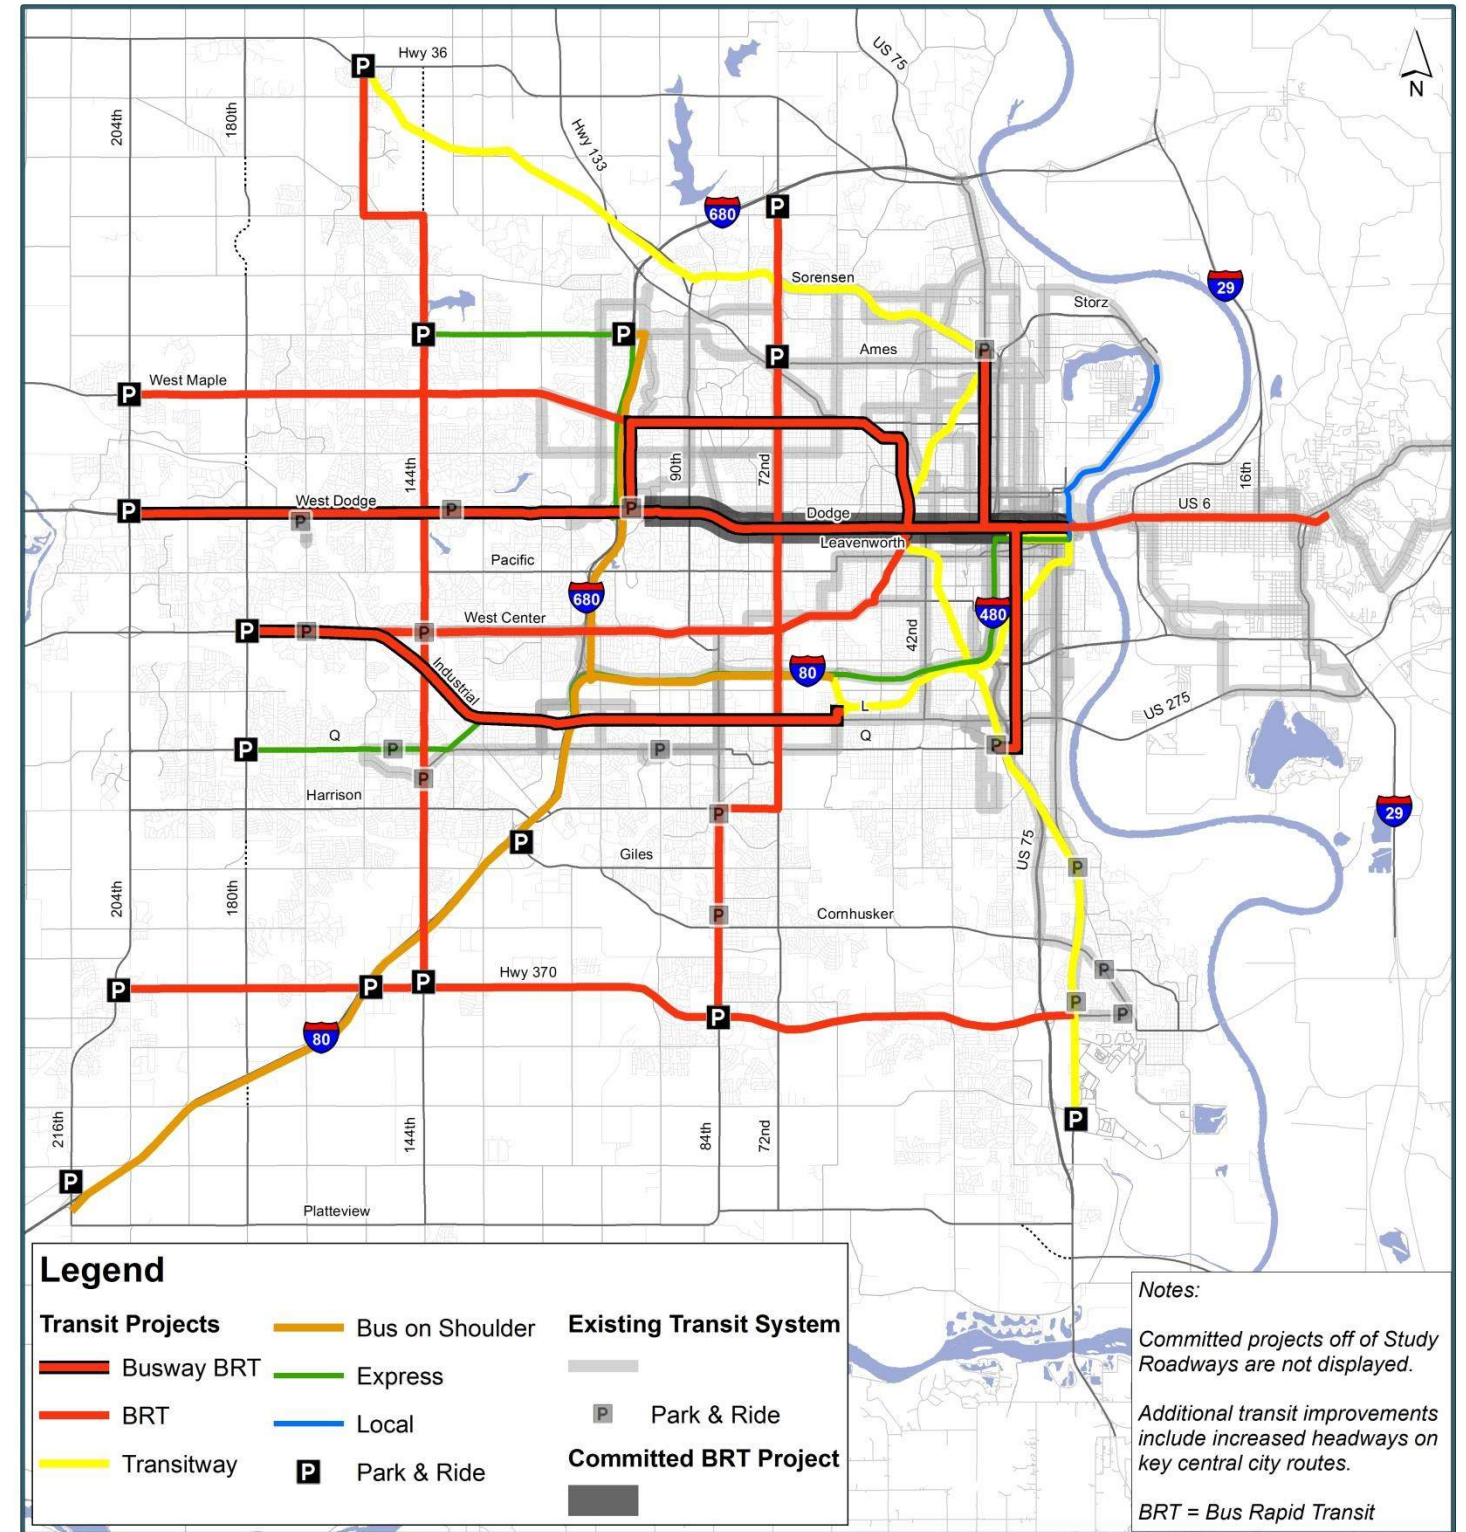 Hwy 36
US 75
N
204th
180th
Hwy 133
P
680
P
Sorensen
29
Storz
P
P
Ames
P
P
West Maple
P
144th
90th
72nd
16th
West Dodge
P
P
P
P
Dodge
US 6
Leavenworth
Pacific
680
480
West Center
42nd
P
P
P
80
Industrial
L
US 275
Q
Q
P
P
P
P
P
Harrison
P
29
P
Giles
US 75
P
204th
180th
P
Cornhusker
P
Hwy 370
P
P
P
P
P
P
80
216th
144th
84th
72nd
P
P
Platteview
Legend
Transit Projects
Busway BRT
BRT
Transitway
Bus on Shoulder
Express
Local
P Park & Ride
Existing Transit System
P Park & Ride
Committed BRT Project
Notes:
Committed projects off of Study
Roadways are not displayed.
Additional transit improvements
include increased headways on
key central city routes.
BRT = Bus Rapid Transit